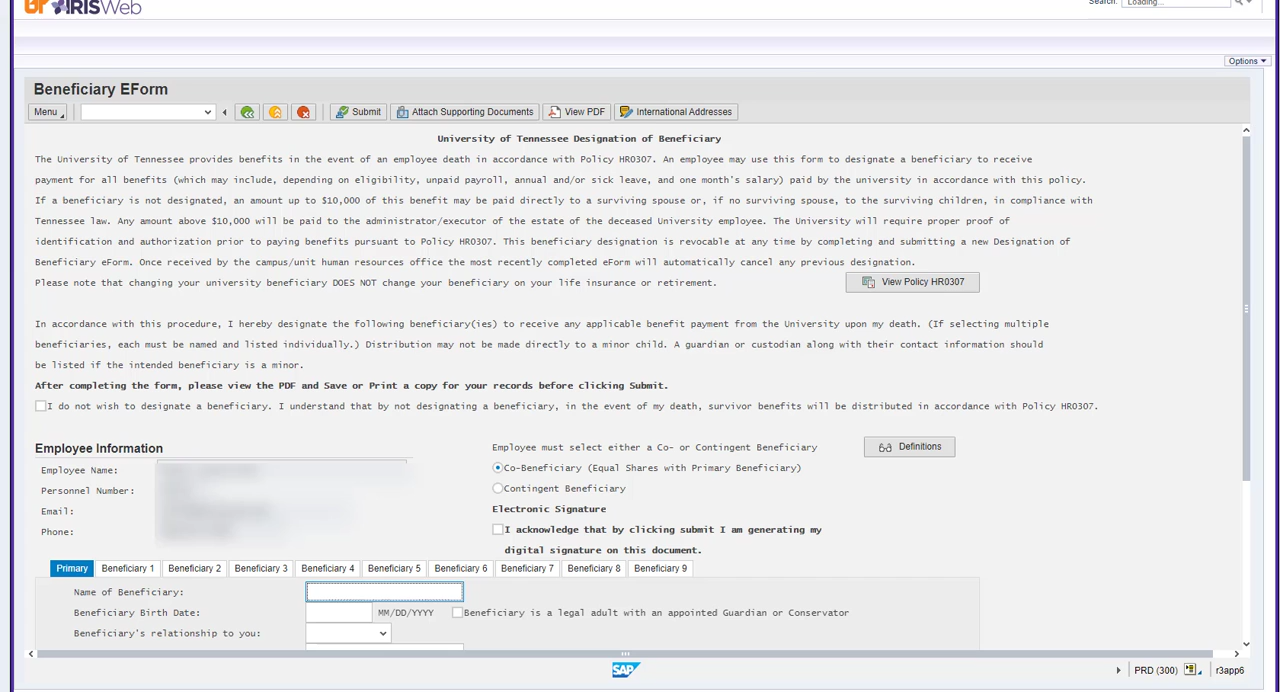 UT IRISWeb
Search: Loading...
Options
Beneficiary EForm
Menu Submit Attach Supporting Documents View PDF International Addresses
University of Tennessee Designation of Beneficiary
The University of Tennessee provides benefits in the event of an employee death in accordance with Policy HR0307. An employee may use this form to designate a beneficiary to receive
payment for all benefits (which may include, depending on eligibility, unpaid payroll, annual and/or sick leave, and one month's salary) paid by the university in accordance with this policy.
If a beneficiary is not designated, an amount up to $10,000 of this benefit may be paid directly to a surviving spouse or, if no surviving spouse, to the surviving children, in compliance with
Tennessee law. Any amount above $10,000 will be paid to the administrator/executor of the estate of the deceased University employee. The University will require proper proof of
identification and authorization prior to paying benefits pursuant to Policy HR0307. This beneficiary designation is revocable at any time by completing and submitting a new Designation of
Beneficiary eForm. Once received by the campus/unit human resources office the most recently completed eForm will automatically cancel any previous designation.
Please note that changing your university beneficiary DOES NOT change your beneficiary on your life insurance or retirement.
View Policy HR0307
In accordance with this procedure, I hereby designate the following beneficiary(ies) to receive any applicable benefit payment from the University upon my death. (If selecting multiple
beneficiaries, each must be named and listed individually.) Distribution may not be made directly to a minor child. A guardian or custodian along with their contact information should
be listed if the intended beneficiary is a minor.
After completing the form, please view the PDF and Save or Print a copy for your records before clicking Submit.
I do not wish to designate a beneficiary. I understand that by not designating a beneficiary, in the event of my death, survivor benefits will be distributed in accordance with Policy HR0307.
Employee Information
Employee Name:
Personnel Number:
Email:
Phone:
Employee must select either a Co- or Contingent Beneficiary
Definitions
Co-Beneficiary (Equal Shares with Primary Beneficiary)
Contingent Beneficiary
Electronic Signature
I acknowledge that by clicking submit I am generating my
digital signature on this document.
Primary Beneficiary 1 Beneficiary 2 Beneficiary 3 Beneficiary 4 Beneficiary 5 Beneficiary 6 Beneficiary 7 Beneficiary 8 Beneficiary 9
Name of Beneficiary:
Beneficiary Birth Date: MM/DD/YYYY Beneficiary is a legal adult with an appointed Guardian or Conservator
Beneficiary's relationship to you:
SAP
PRD (300) r3app6